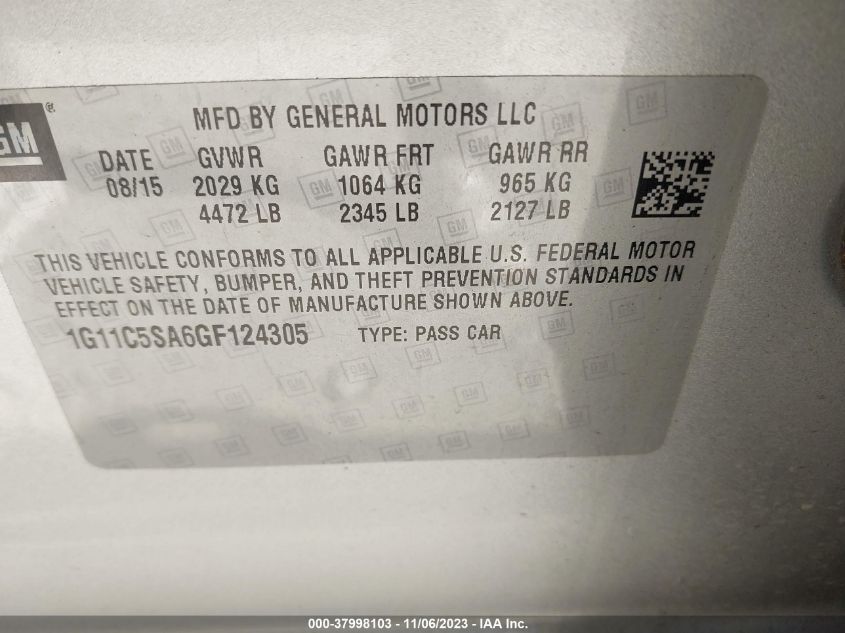 GM ®
MFD BY GENERAL MOTORS LLC
DATE GVWR GAWR FRT GAWR RR
08/15 2029 KG 1064 KG 965 KG
4472 LB 2345 LB 2127 LB
THIS VEHICLE CONFORMS TO ALL APPLICABLE U.S. FEDERAL MOTOR
VEHICLE SAFETY, BUMPER, AND THEFT PREVENTION STANDARDS IN
EFFECT ON THE DATE OF MANUFACTURE SHOWN ABOVE.
1G11C5SA6GF124305 TYPE: PASS CAR
000-37998103 - 11/06/2023 - IAA Inc.